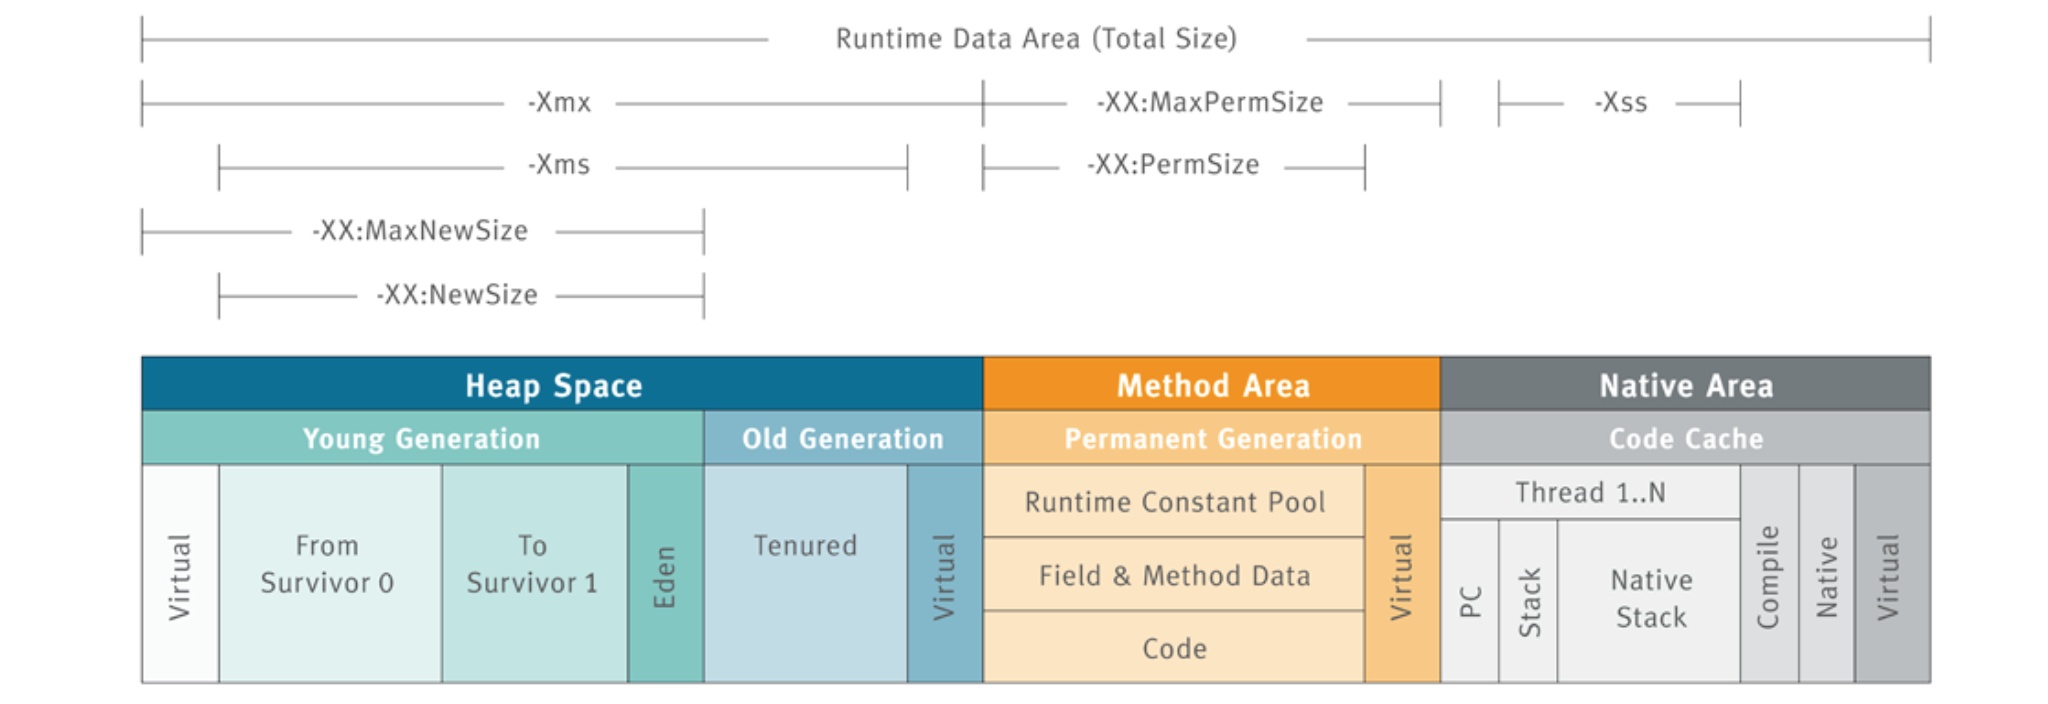 Runtime Data Area (Total Size)
-Xmx
-XX:MaxPermSize
-Xss
-Xms
-XX:PermSize
-XX:MaxNewSize
-XX:NewSize
Heap Space
Method Area
Native Area
Young Generation
Old Generation
Permanent Generation
Code Cache
Virtual
From
Survivor 0
To
Survivor 1
Eden
Tenured
Virtual
Runtime Constant Pool
Field & Method Data
Code
Virtual
Thread 1..N
PC
Stack
Native
Stack
Compile
Native
Virtual